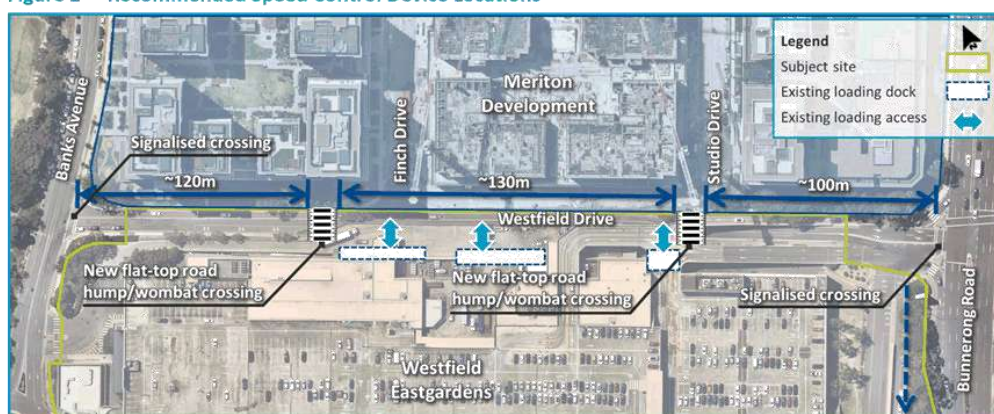 Figure 2 Recommended Speed Control Device Locations
Legend
Subject site
Existing loading dock
Existing loading access
Banks Avenue
Signalised crossing
Meriton
Development
Finch Drive
Studio Drive
~120m
~130m
~100m
Westfield Drive
New flat-top road
hump/wombat crossing
New flat-top road
hump/wombat crossing
Signalised crossing
Bunnerong Road
Westfield
Eastgardens